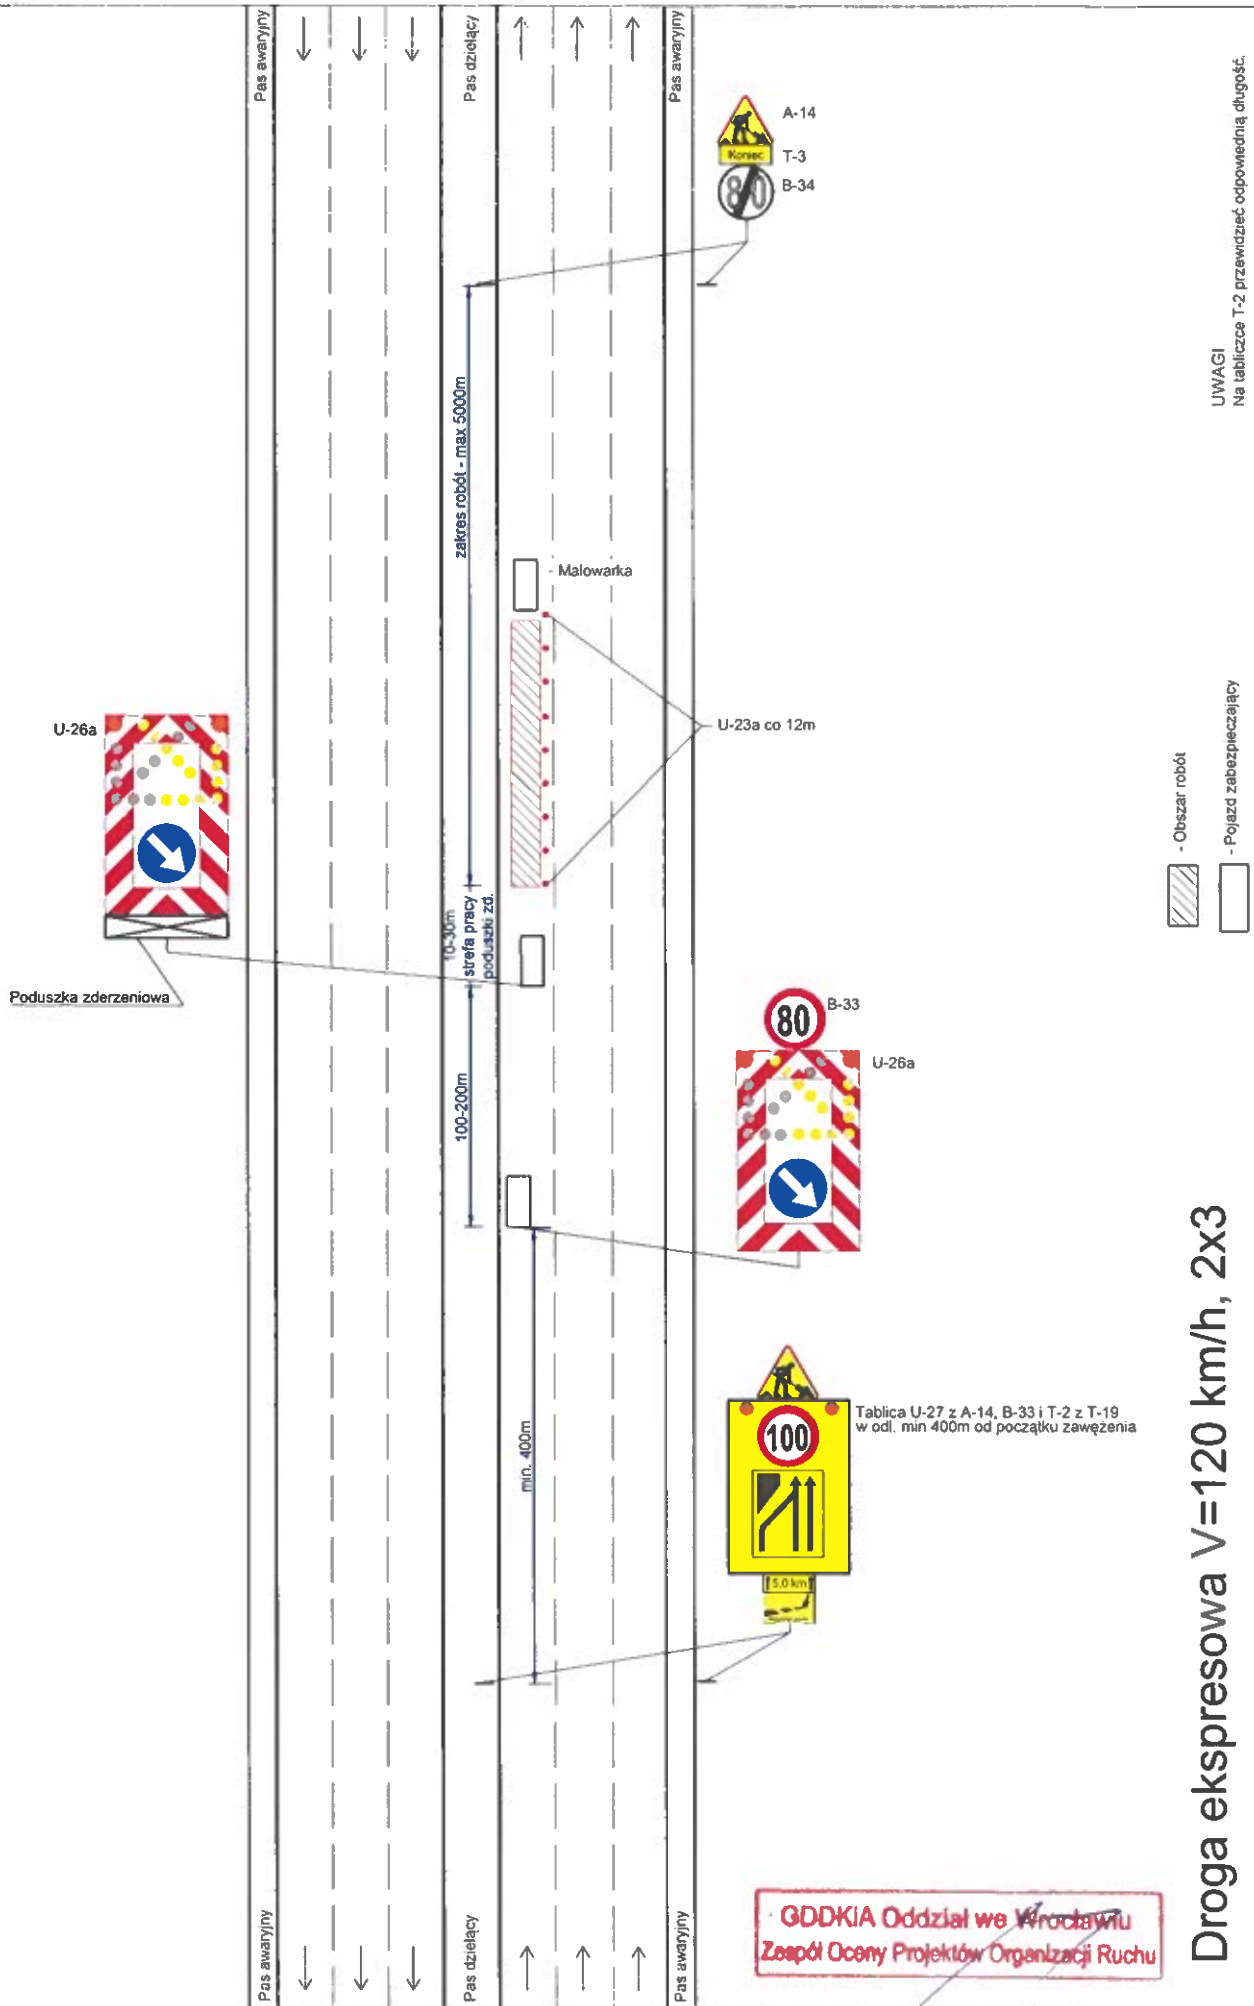 Pas awaryjny
Pas dzielący
Pas awaryjny
A-14
Koniec
T-3
80
B-34
UWAGI
Na tabliczce T-2 przewidzieć odpowiednią długość.
zakres robót - max 5000m
- Malowarka
U-26a
U-23a co 12m
- Obszar robót
- Pojazd zabezpieczający
10-30m
strefa pracy
poduszki zd.
Poduszka zderzeniowa
80
B-33
U-26a
100-200m
min. 400m
100
Tablica U-27 z A-14, B-33 i T-2 z T-19
w odl. min 400m od początku zawężenia
5,0 km
Droga ekspresowa V=120 km/h, 2x3
GDDKiA Oddział we Wrocławiu
Zespół Oceny Projektów Organizacji Ruchu
Pas awaryjny
Pas dzielący
Pas awaryjny